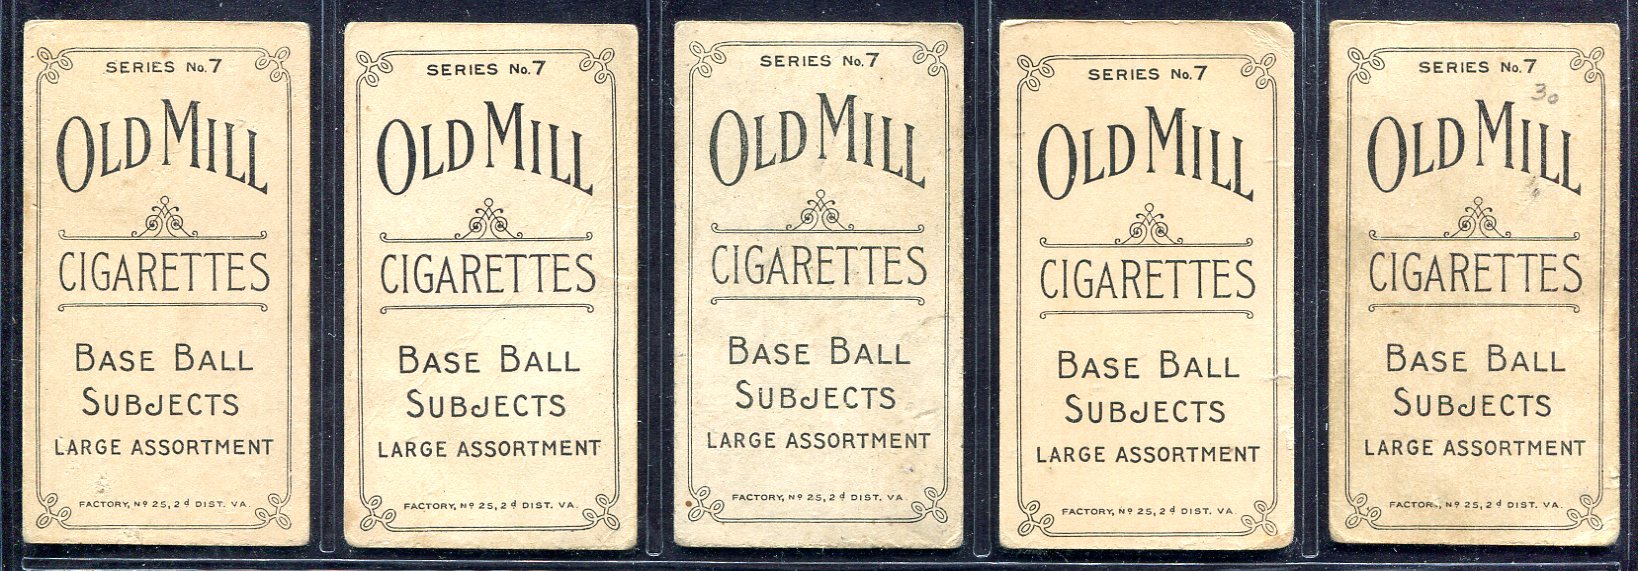 SERIES No. 7
OLD MILL
CIGARETTES
BASE BALL
SUBJECTS
LARGE ASSORTMENT
FACTORY, Nº 25, 2d DIST. VA.
SERIES No. 7
OLD MILL
CIGARETTES
BASE BALL
SUBJECTS
LARGE ASSORTMENT
FACTORY, Nº 25, 2d DIST. VA.
SERIES No. 7
OLD MILL
CIGARETTES
BASE BALL
SUBJECTS
LARGE ASSORTMENT
FACTORY, Nº 25, 2d DIST. VA.
SERIES No. 7
OLD MILL
CIGARETTES
BASE BALL
SUBJECTS
LARGE ASSORTMENT
FACTORY, Nº 25, 2d DIST. VA.
SERIES No. 7
30
OLD MILL
CIGARETTES
BASE BALL
SUBJECTS
LARGE ASSORTMENT
FACTOR., Nº 25, 2d DIST. VA.